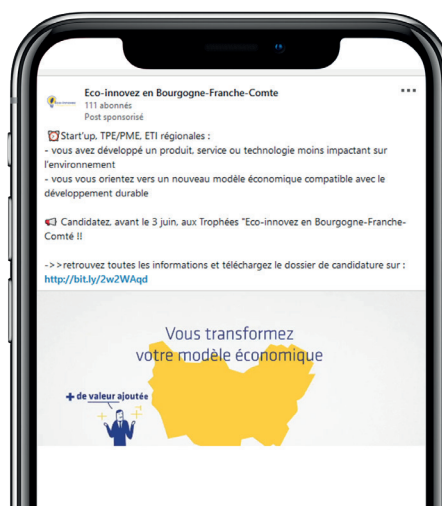 Eco-innovez en Bourgogne-Franche-Comte
111 abonnés
Post sponsorisé
⏰Start'up, TPE/PME, ETI régionales :
- vous avez développé un produit, service ou technologie moins impactant sur
l'environnement
- vous vous orientez vers un nouveau modèle économique compatible avec le
développement durable
📢 Candidatez, avant le 3 juin, aux Trophées "Eco-innovez en Bourgogne-Franche-
Comté !!
->>retrouvez toutes les informations et téléchargez le dossier de candidature sur :
http://bit.ly/2w2WAqd
Vous transformez
votre modèle économique
+ de valeur ajoutée